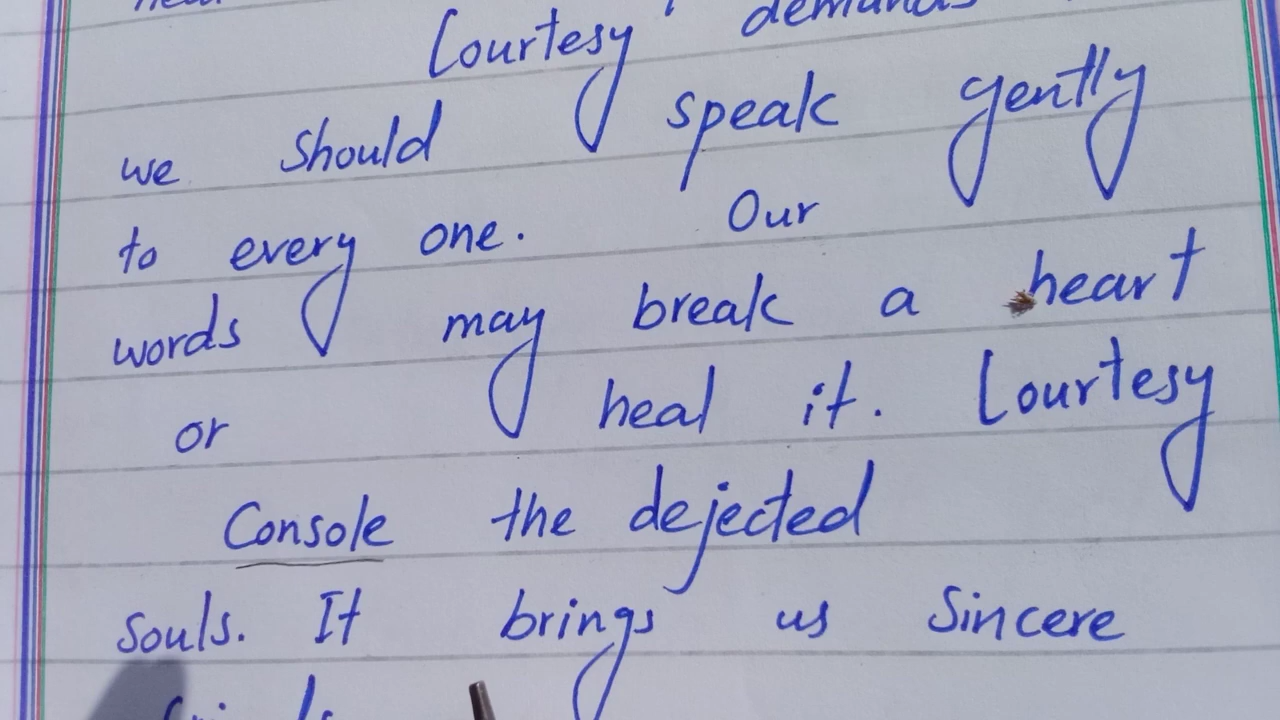 Courtesy demands
we should speak gently
to every one. Our
words may break a heart
or heal it. Courtesy
Console the dejected
souls. It brings us sincere